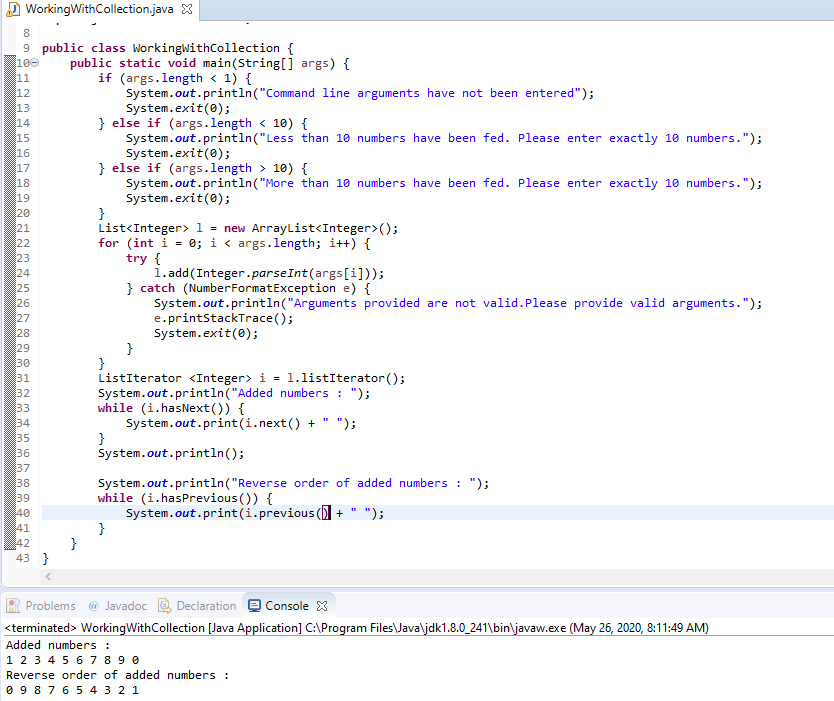 WorkingWithCollection.java
8
9 public class WorkingWithCollection {
10 public static void main(String[] args) {
11 if (args.length < 1) {
12 System.out.println("Command line arguments have not been entered");
13 System.exit(0);
14 } else if (args.length < 10) {
15 System.out.println("Less than 10 numbers have been fed. Please enter exactly 10 numbers.");
16 System.exit(0);
17 } else if (args.length > 10) {
18 System.out.println("More than 10 numbers have been fed. Please enter exactly 10 numbers.");
19 System.exit(0);
20 }
21 List<Integer> l = new ArrayList<Integer>();
22 for (int i = 0; i < args.length; i++) {
23 try {
24 l.add(Integer.parseInt(args[i]));
25 } catch (NumberFormatException e) {
26 System.out.println("Arguments provided are not valid.Please provide valid arguments.");
27 e.printStackTrace();
28 System.exit(0);
29 }
30 }
31 ListIterator <Integer> i = l.listIterator();
32 System.out.println("Added numbers : ");
33 while (i.hasNext()) {
34 System.out.print(i.next() + " ");
35 }
36 System.out.println();
37
38 System.out.println("Reverse order of added numbers : ");
39 while (i.hasPrevious()) {
40 System.out.print(i.previous() + " ");
41 }
42 }
43 }
Problems @ Javadoc Declaration Console
<terminated> WorkingWithCollection [Java Application] C:\Program Files\Java\jdk1.8.0_241\bin\javaw.exe (May 26, 2020, 8:11:49 AM)
Added numbers :
1 2 3 4 5 6 7 8 9 0
Reverse order of added numbers :
0 9 8 7 6 5 4 3 2 1